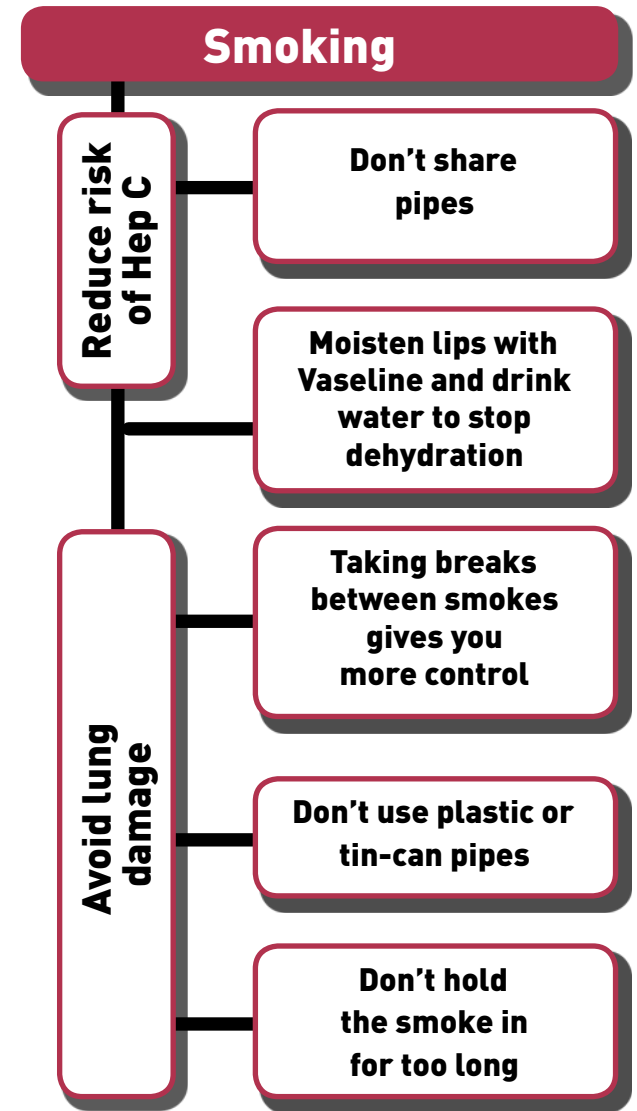 Smoking
Reduce risk
of Hep C
Don’t share
pipes
Moisten lips with
Vaseline and drink
water to stop
dehydration
Avoid lung
damage
Taking breaks
between smokes
gives you
more control
Don’t use plastic or
tin-can pipes
Don’t hold
the smoke in
for too long